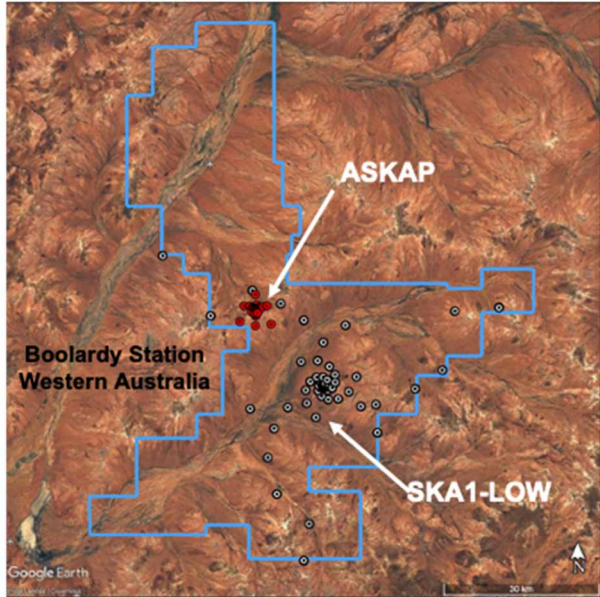 ASKAP
Boolardy Station
Western Australia
SKA1-LOW
N
Google Earth
30 km